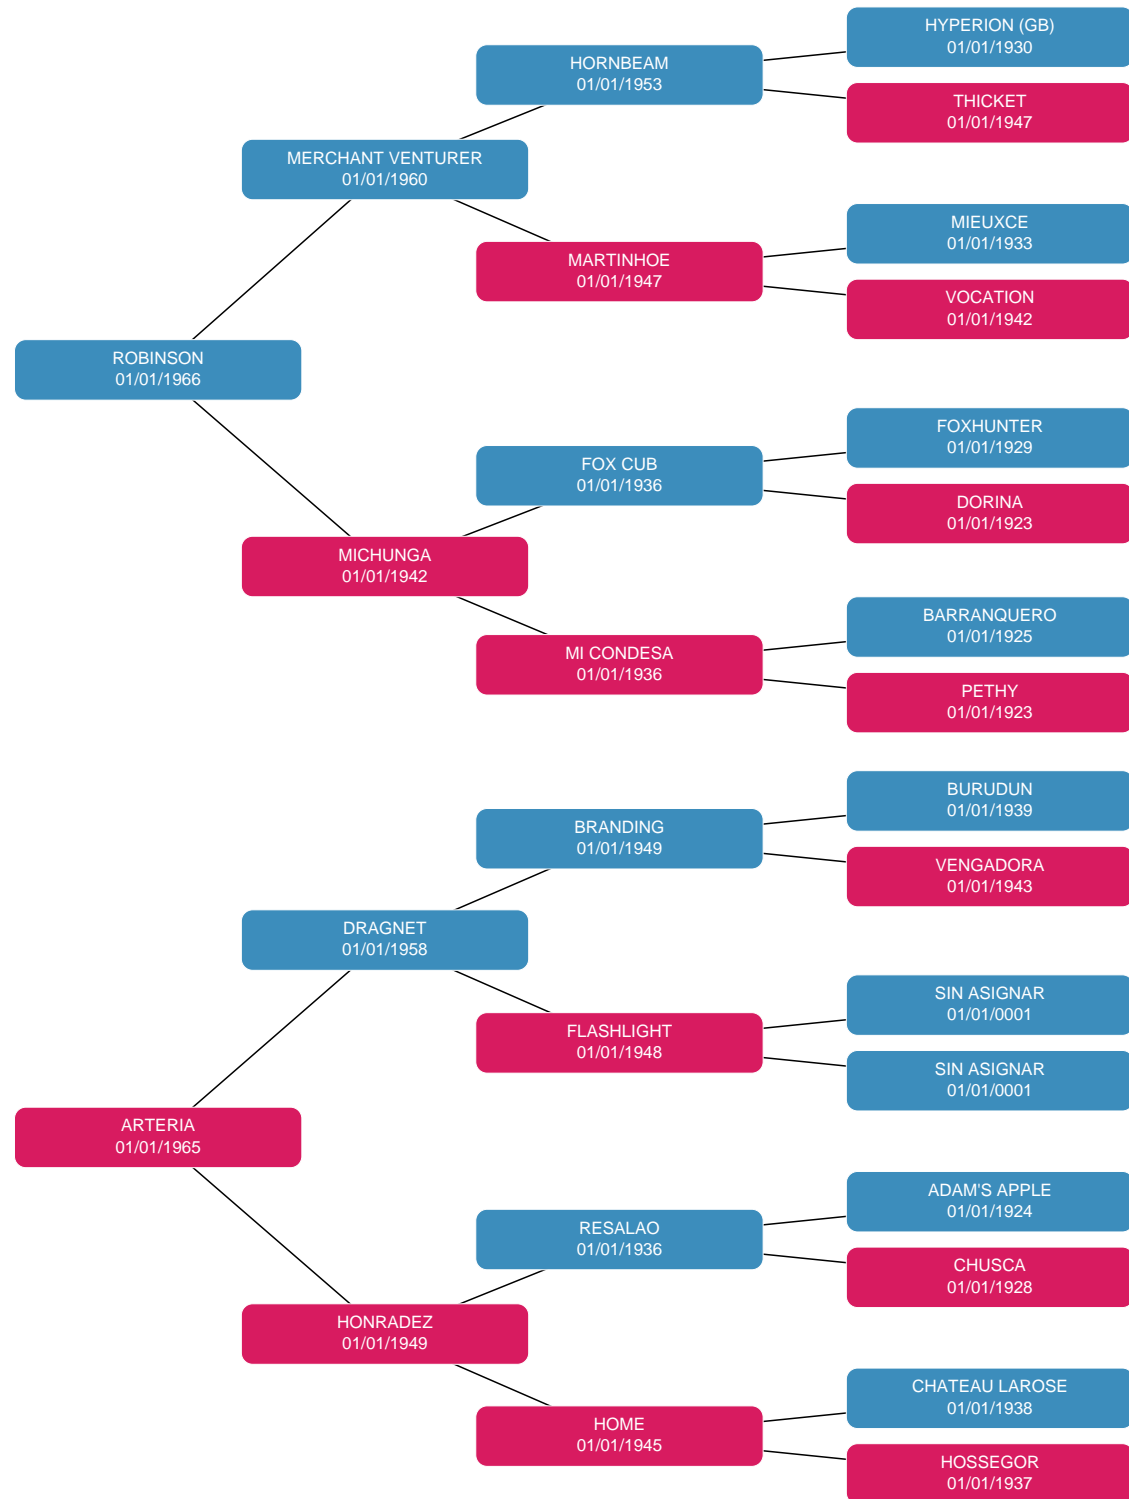 HYPERION (GB)
01/01/1930
HORNBEAM
01/01/1953
THICKET
01/01/1947
MERCHANT VENTURER
01/01/1960
MIEUXCE
01/01/1933
MARTINHOE
01/01/1947
VOCATION
01/01/1942
ROBINSON
01/01/1966
FOXHUNTER
01/01/1929
FOX CUB
01/01/1936
DORINA
01/01/1923
MICHUNGA
01/01/1942
BARRANQUERO
01/01/1925
MI CONDESA
01/01/1936
PETHY
01/01/1923
BURUDUN
01/01/1939
BRANDING
01/01/1949
VENGADORA
01/01/1943
DRAGNET
01/01/1958
SIN ASIGNAR
01/01/0001
FLASHLIGHT
01/01/1948
SIN ASIGNAR
01/01/0001
ARTERIA
01/01/1965
ADAM'S APPLE
01/01/1924
RESALAO
01/01/1936
CHUSCA
01/01/1928
HONRADEZ
01/01/1949
CHATEAU LAROSE
01/01/1938
HOME
01/01/1945
HOSSEGOR
01/01/1937